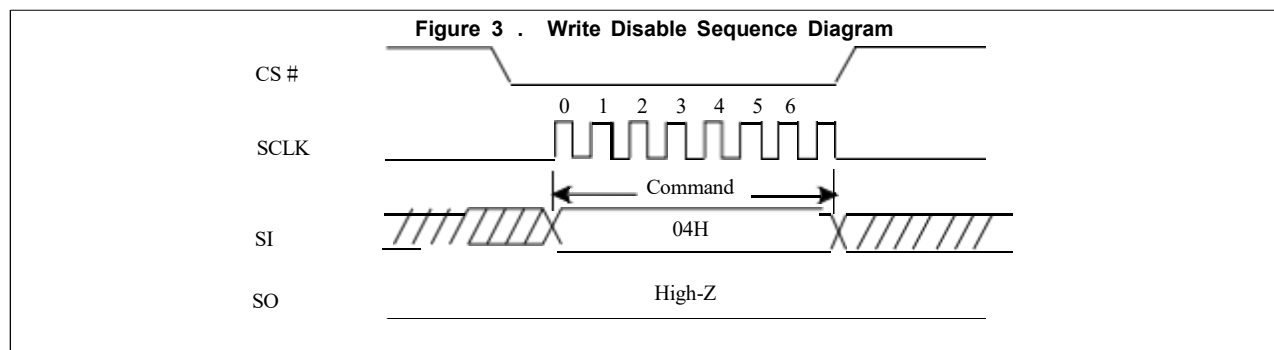 Figure 3 . Write Disable Sequence Diagram
CS #
0 1 2 3 4 5 6
SCLK
Command
SI
04H
SO
High-Z